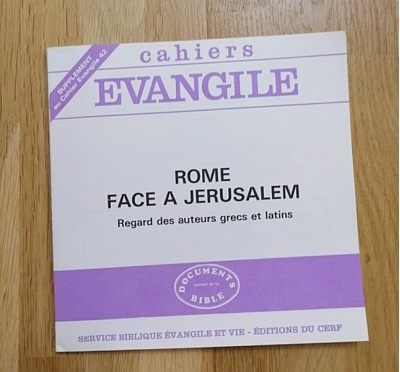 SUPPLEMENT
au Cahier Evangile 42
cahiers
EVANGILE
ROME
FACE A JERUSALEM
Regard des auteurs grecs et latins
DOCUMENTS
autour de la
BIBLE
SERVICE BIBLIQUE ÉVANGILE ET VIE - ÉDITIONS DU CERF